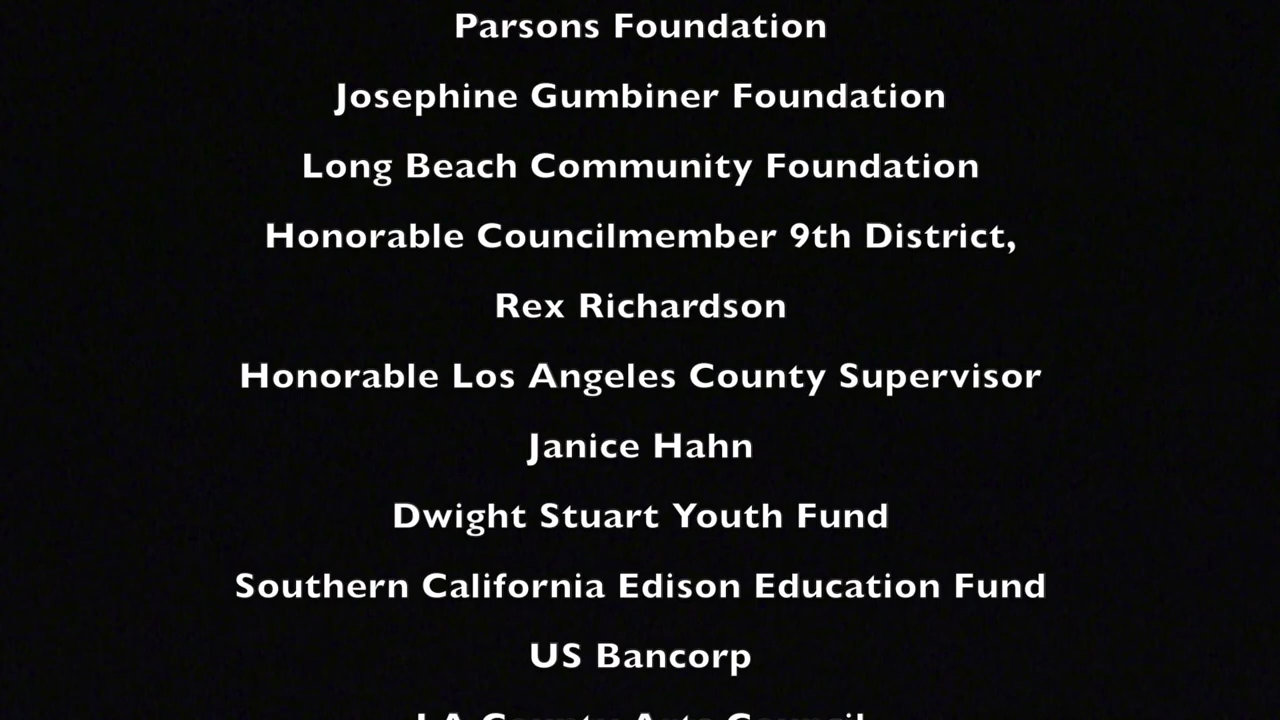 Parsons Foundation
Josephine Gumbiner Foundation
Long Beach Community Foundation
Honorable Councilmember 9th District,
Rex Richardson
Honorable Los Angeles County Supervisor
Janice Hahn
Dwight Stuart Youth Fund
Southern California Edison Education Fund
US Bancorp
LA County Arts Council